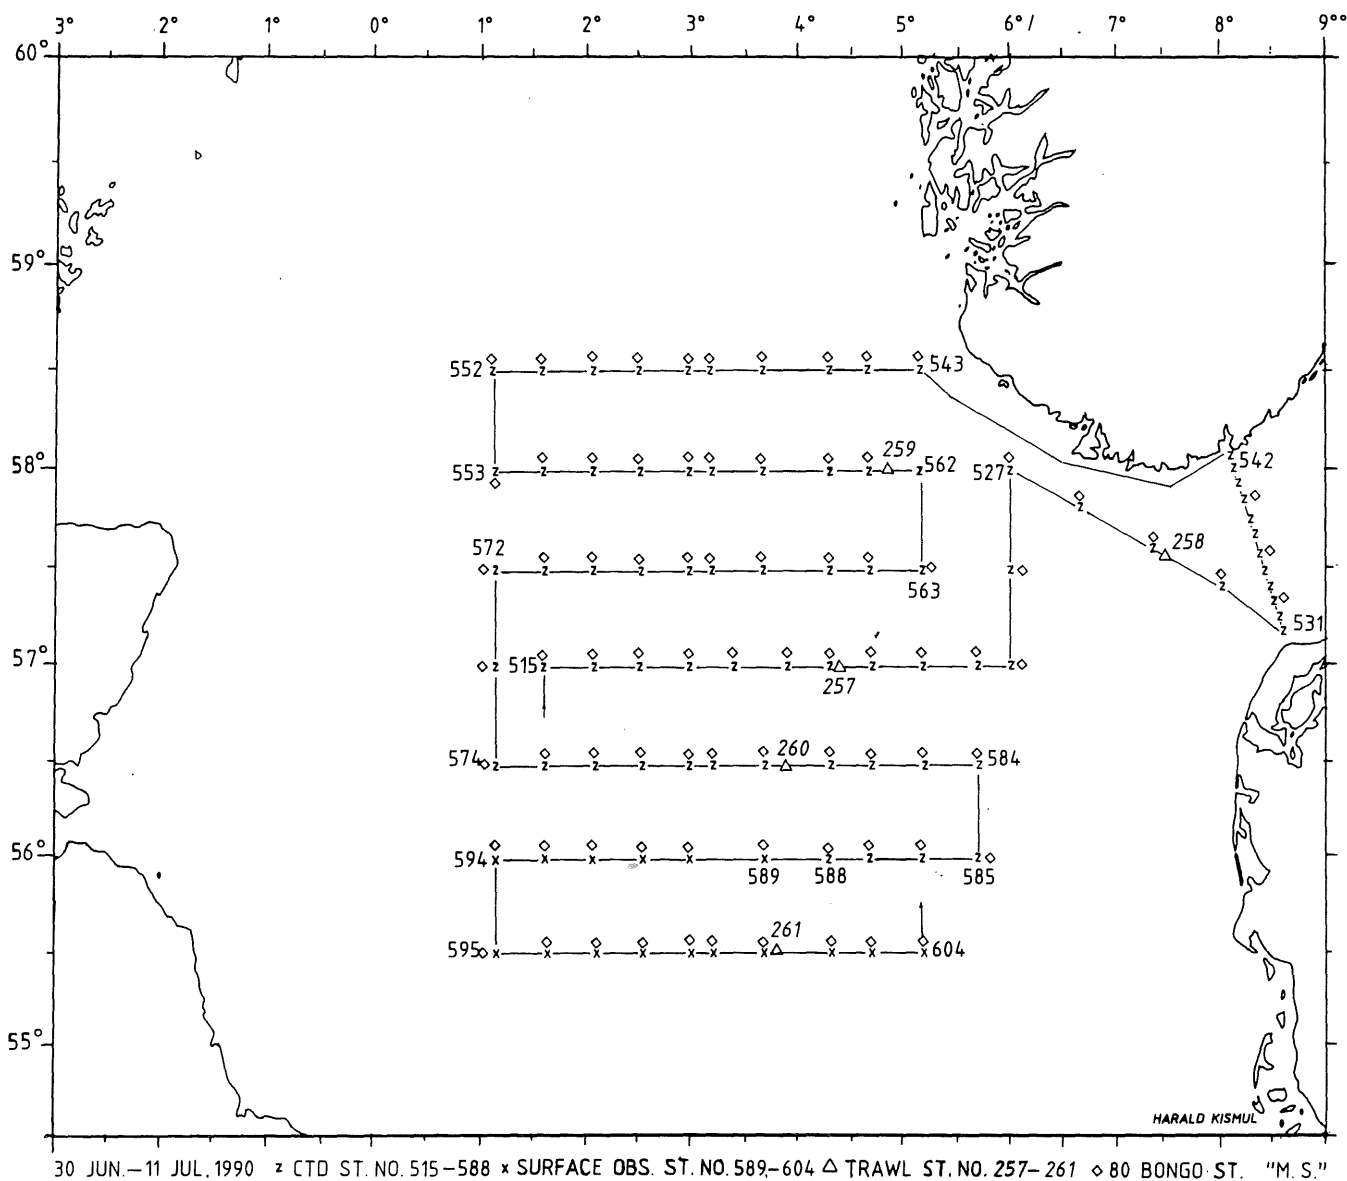 3° 2° 1° 0° 1° 2° 3° 4° 5° 6° 7° 8° 9°
60°
59°
552 543
58° 553 259 562 527 542
572 258
563
531
57° 515
257
574 260 584
56° 594
589 588 585
261
595 604
55°
HARALD KISMUL
30 JUN.-11 JUL,1990 z CTD ST. NO. 515-588 x SURFACE OBS. ST. NO. 589-604 △ TRAWL ST. NO. 257-261 ◇ 80 BONGO ST. "M. S."